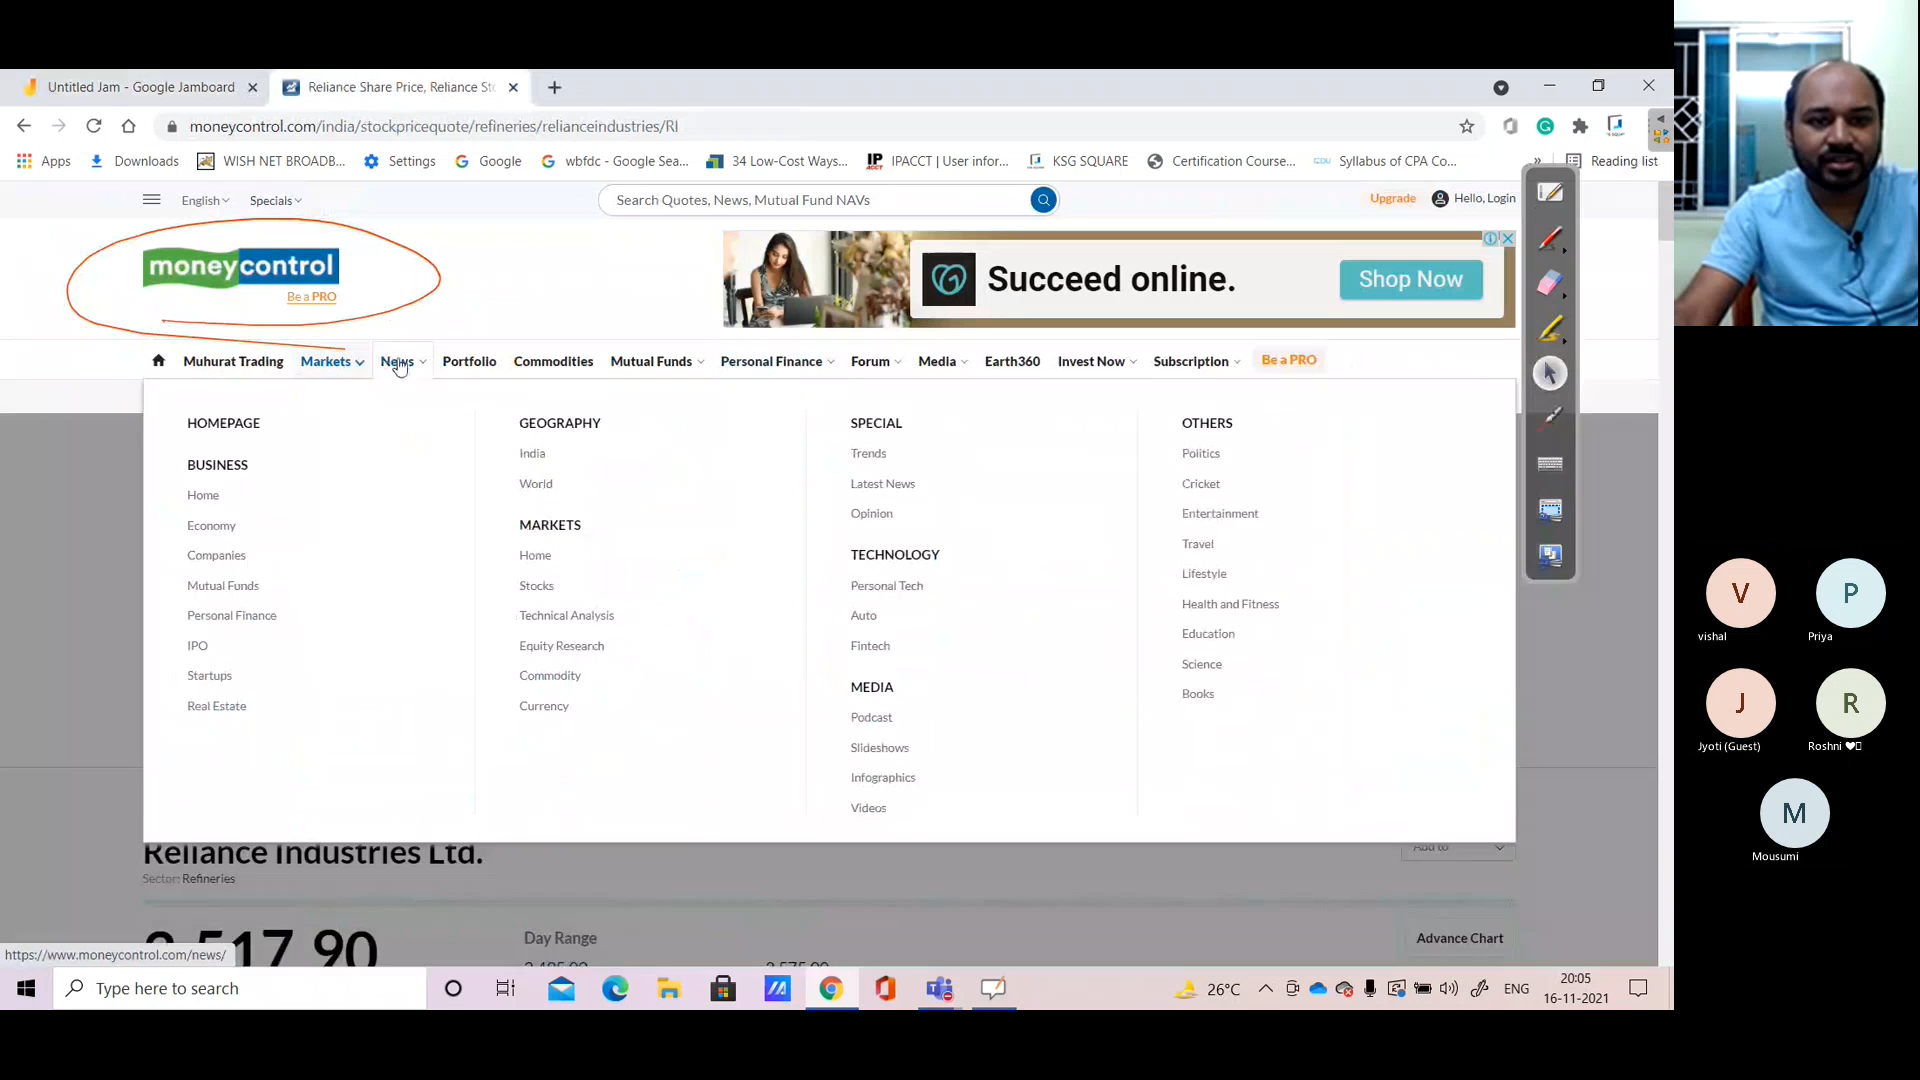 Untitled Jam - Google Jamboard
Reliance Share Price, Reliance Sto
moneycontrol.com/india/stockpricequote/refineries/relianceindustries/RI
Apps Downloads WISH NET BROADB... Settings Google wbfdc - Google Sea... 34 Low-Cost Ways... IPACCT | User infor... KSG SQUARE Certification Course... Syllabus of CPA Co... » Reading list
English Specials
Search Quotes, News, Mutual Fund NAVs
Upgrade Hello, Login
moneycontrol
Be a PRO
Succeed online.
Shop Now
Muhurat Trading Markets News Portfolio Commodities Mutual Funds Personal Finance Forum Media Earth360 Invest Now Subscription Be a PRO
HOMEPAGE
BUSINESS
Home
Economy
Companies
Mutual Funds
Personal Finance
IPO
Startups
Real Estate
GEOGRAPHY
India
World
MARKETS
Home
Stocks
Technical Analysis
Equity Research
Commodity
Currency
SPECIAL
Trends
Latest News
Opinion
TECHNOLOGY
Personal Tech
Auto
Fintech
MEDIA
Podcast
Slideshows
Infographics
Videos
OTHERS
Politics
Cricket
Entertainment
Travel
Lifestyle
Health and Fitness
Education
Science
Books
Reliance Industries Ltd.
Add to
Sector: Refineries
Day Range
Advance Chart
https://www.moneycontrol.com/news/
Type here to search
26°C
ENG
20:05
16-11-2021
V
vishal
P
Priya
J
Jyoti (Guest)
R
Roshni ❤
M
Mousumi